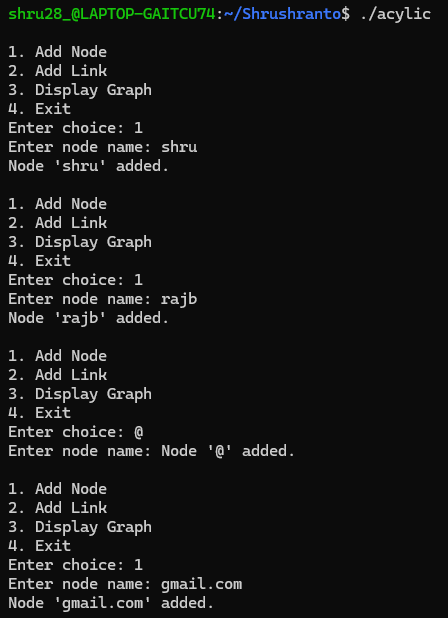 shru28_@LAPTOP-GAITCU74:~/Shrushranto$ ./acylic
1. Add Node
2. Add Link
3. Display Graph
4. Exit
Enter choice: 1
Enter node name: shru
Node 'shru' added.
1. Add Node
2. Add Link
3. Display Graph
4. Exit
Enter choice: 1
Enter node name: rajb
Node 'rajb' added.
1. Add Node
2. Add Link
3. Display Graph
4. Exit
Enter choice: @
Enter node name: Node '@' added.
1. Add Node
2. Add Link
3. Display Graph
4. Exit
Enter choice: 1
Enter node name: gmail.com
Node 'gmail.com' added.